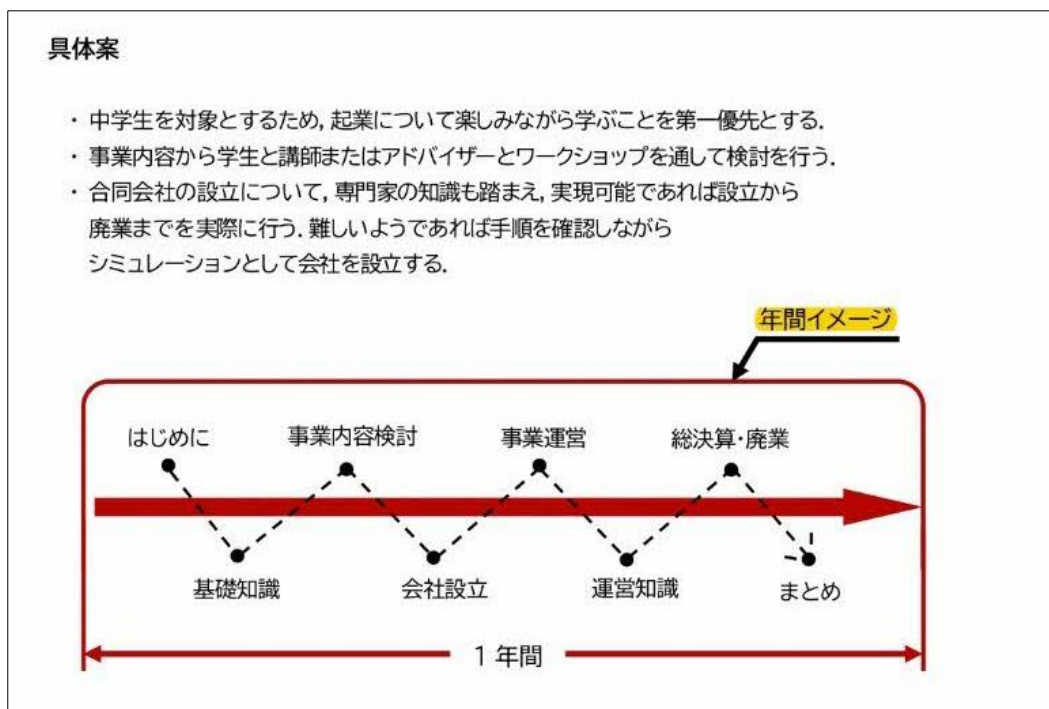 具体案
・ 中学生を対象とするため, 起業について楽しみながら学ぶことを第一優先とする.
・ 事業内容から学生と講師またはアドバイザーとワークショップを通して検討を行う.
・ 合同会社の設立について, 専門家の知識も踏まえ, 実現可能であれば設立から
廃業までを実際に行う. 難しいようであれば手順を確認しながら
シミュレーションとして会社を設立する.
年間イメージ
はじめに 事業内容検討 事業運営 総決算・廃業
基礎知識 会社設立 運営知識 まとめ
1 年間